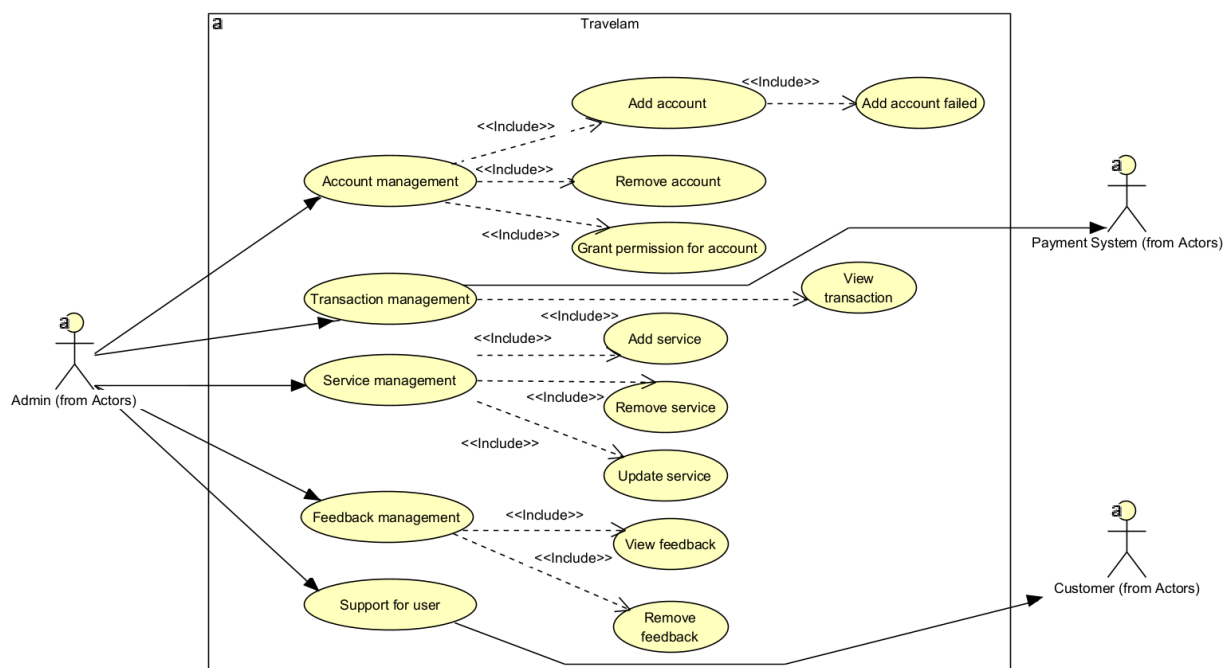 a
Travelam
<<Include>>
Add account
Add account failed
<<Include>>
<<Include>>
Account management
Remove account
a
<<Include>>
Grant permission for account
Payment System (from Actors)
View
transaction
Transaction management
<<Include>>
a
<<Include>>
Add service
Service management
Admin (from Actors)
<<Include>>
Remove service
<<Include>>
Update service
a
Feedback management
<<Include>>
View feedback
<<Include>>
Customer (from Actors)
Support for user
Remove
feedback